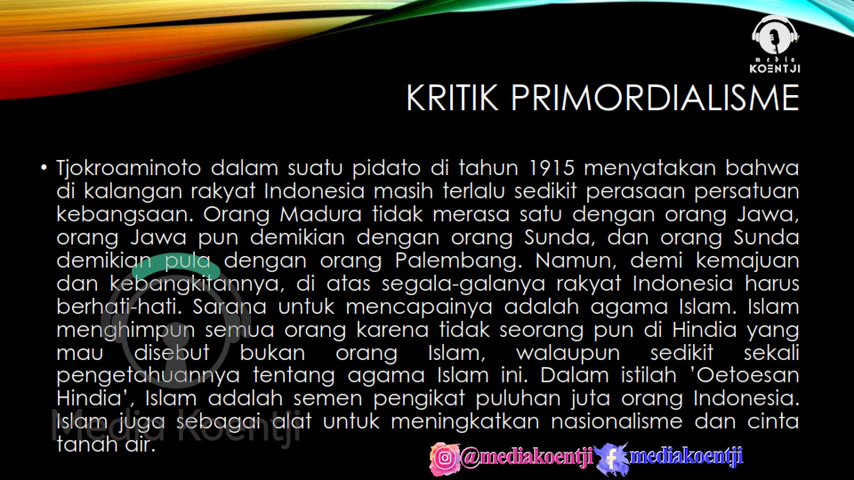 media
KOENTJI
KRITIK PRIMORDIALISME
• Tjokroaminoto dalam suatu pidato di tahun 1915 menyatakan bahwa
di kalangan rakyat Indonesia masih terlalu sedikit perasaan persatuan
kebangsaan. Orang Madura tidak merasa satu dengan orang Jawa,
orang Jawa pun demikian dengan orang Sunda, dan orang Sunda
demikian pula dengan orang Palembang. Namun, demi kemajuan
dan kebangkitannya, di atas segala-galanya rakyat Indonesia harus
berhati-hati. Sarana untuk mencapainya adalah agama Islam. Islam
menghimpun semua orang karena tidak seorang pun di Hindia yang
mau disebut bukan orang Islam, walaupun sedikit sekali
pengetahuannya tentang agama Islam ini. Dalam istilah 'Oetoesan
Hindia', Islam adalah semen pengikat puluhan juta orang Indonesia.
Islam juga sebagai alat untuk meningkatkan nasionalisme dan cinta
tanah air.
Media Koentji
@mediakoentji mediakoentji